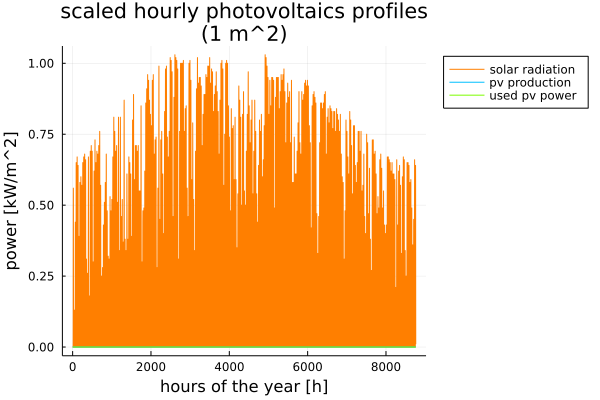 scaled hourly photovoltaics profiles
(1 m^2)
solar radiation
pv production
used pv power
power [kW/m^2]
1.00
0.75
0.50
0.25
0.00
0
2000
4000
6000
8000
hours of the year [h]